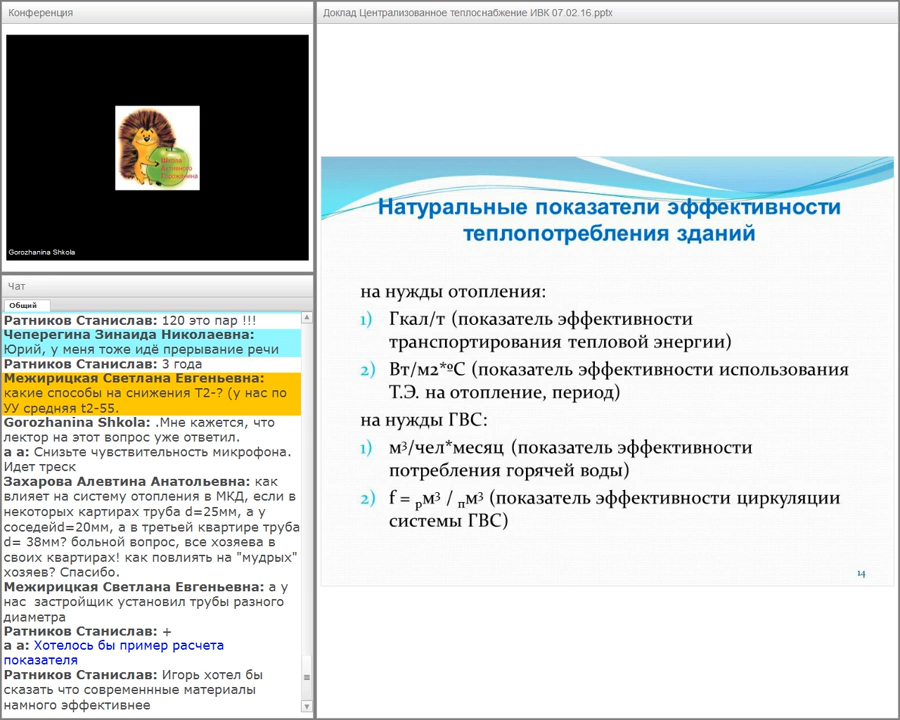 Конференция
Школа
Активного
Горожанина
Gorozhanina Shkola
Чат
Общий
Ратников Станислав: 120 это пар !!!
Чеперегина Зинаида Николаевна:
Юрий, у меня тоже идё прерывание речи
Ратников Станислав: 3 года
Межирицкая Светлана Евгеньевна:
какие способы на снижения Т2-? (у нас по
УУ средняя t2-55.
Gorozhanina Shkola: .Мне кажется, что
лектор на этот вопрос уже ответил.
a a: Снизьте чувствительность микрофона.
Идет треск
Захарова Алевтина Анатольевна: как
влияет на систему отопления в МКД, если в
некоторых картирах труба d=25мм, а у
соседейd=20мм, а в третьей квартире труба
d= 38мм? больной вопрос, все хозяева в
своих квартирах! как повлиять на "мудрых"
хозяев? Спасибо.
Межирицкая Светлана Евгеньевна: а у
нас застройщик установил трубы разного
диаметра
Ратников Станислав: +
a a: Хотелось бы пример расчета
показателя
Ратников Станислав: Игорь хотел бы
сказать что современнные материалы
намного эффективнее
Доклад Централизованное теплоснабжение ИВК 07.02.16.pptx
Натуральные показатели эффективности
теплопотребления зданий
на нужды отопления:
1) Гкал/т (показатель эффективности
транспортирования тепловой энергии)
2) Вт/м2*ºС (показатель эффективности использования
Т.Э. на отопление, период)
на нужды ГВС:
1) м³/чел*месяц (показатель эффективности
потребления горячей воды)
2) f = рм³ / пм³ (показатель эффективности циркуляции
системы ГВС)
14